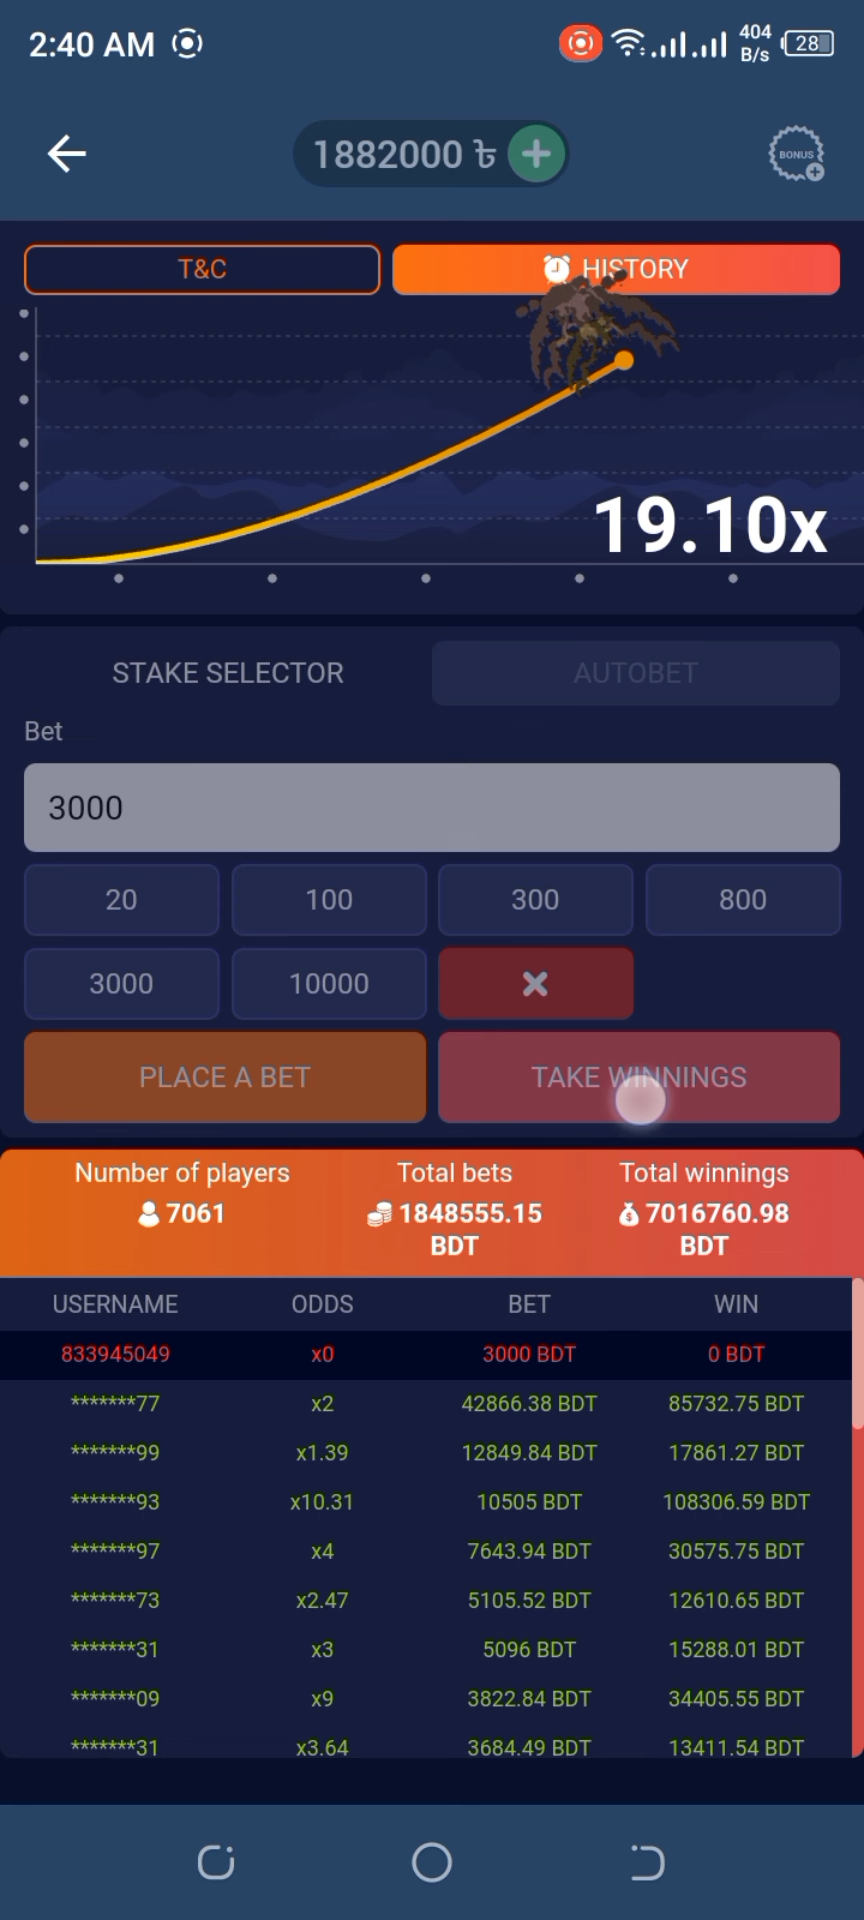 2:40 AM
404
B/s
28
1882000 ৳
BONUS
T&C
HISTORY
19.10x
STAKE SELECTOR
AUTOBET
Bet
3000
20
100
300
800
3000
10000
PLACE A BET
TAKE WINNINGS
Number of players
7061
Total bets
1848555.15
BDT
Total winnings
7016760.98
BDT
USERNAME ODDS BET WIN
833945049 x0 3000 BDT 0 BDT
*******77 x2 42866.38 BDT 85732.75 BDT
*******99 x1.39 12849.84 BDT 17861.27 BDT
*******93 x10.31 10505 BDT 108306.59 BDT
*******97 x4 7643.94 BDT 30575.75 BDT
*******73 x2.47 5105.52 BDT 12610.65 BDT
*******31 x3 5096 BDT 15288.01 BDT
*******09 x9 3822.84 BDT 34405.55 BDT
*******31 x3.64 3684.49 BDT 13411.54 BDT